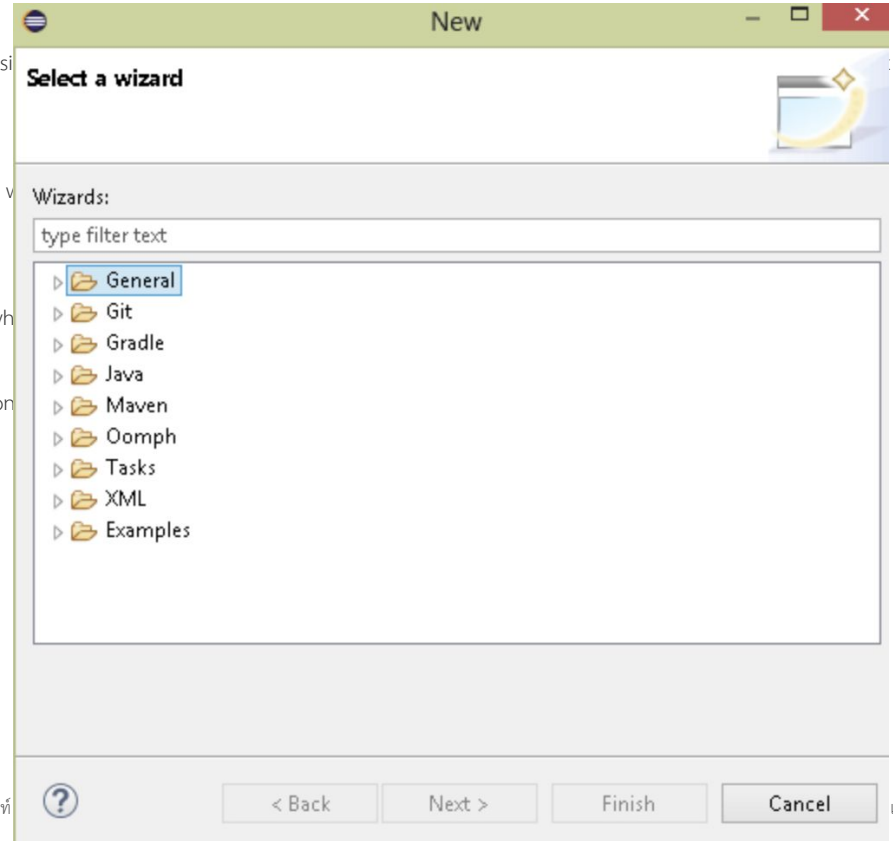 New
Select a wizard
Wizards:
type filter text
General
Git
Gradle
Java
Maven
Oomph
Tasks
XML
Examples
< Back Next > Finish Cancel